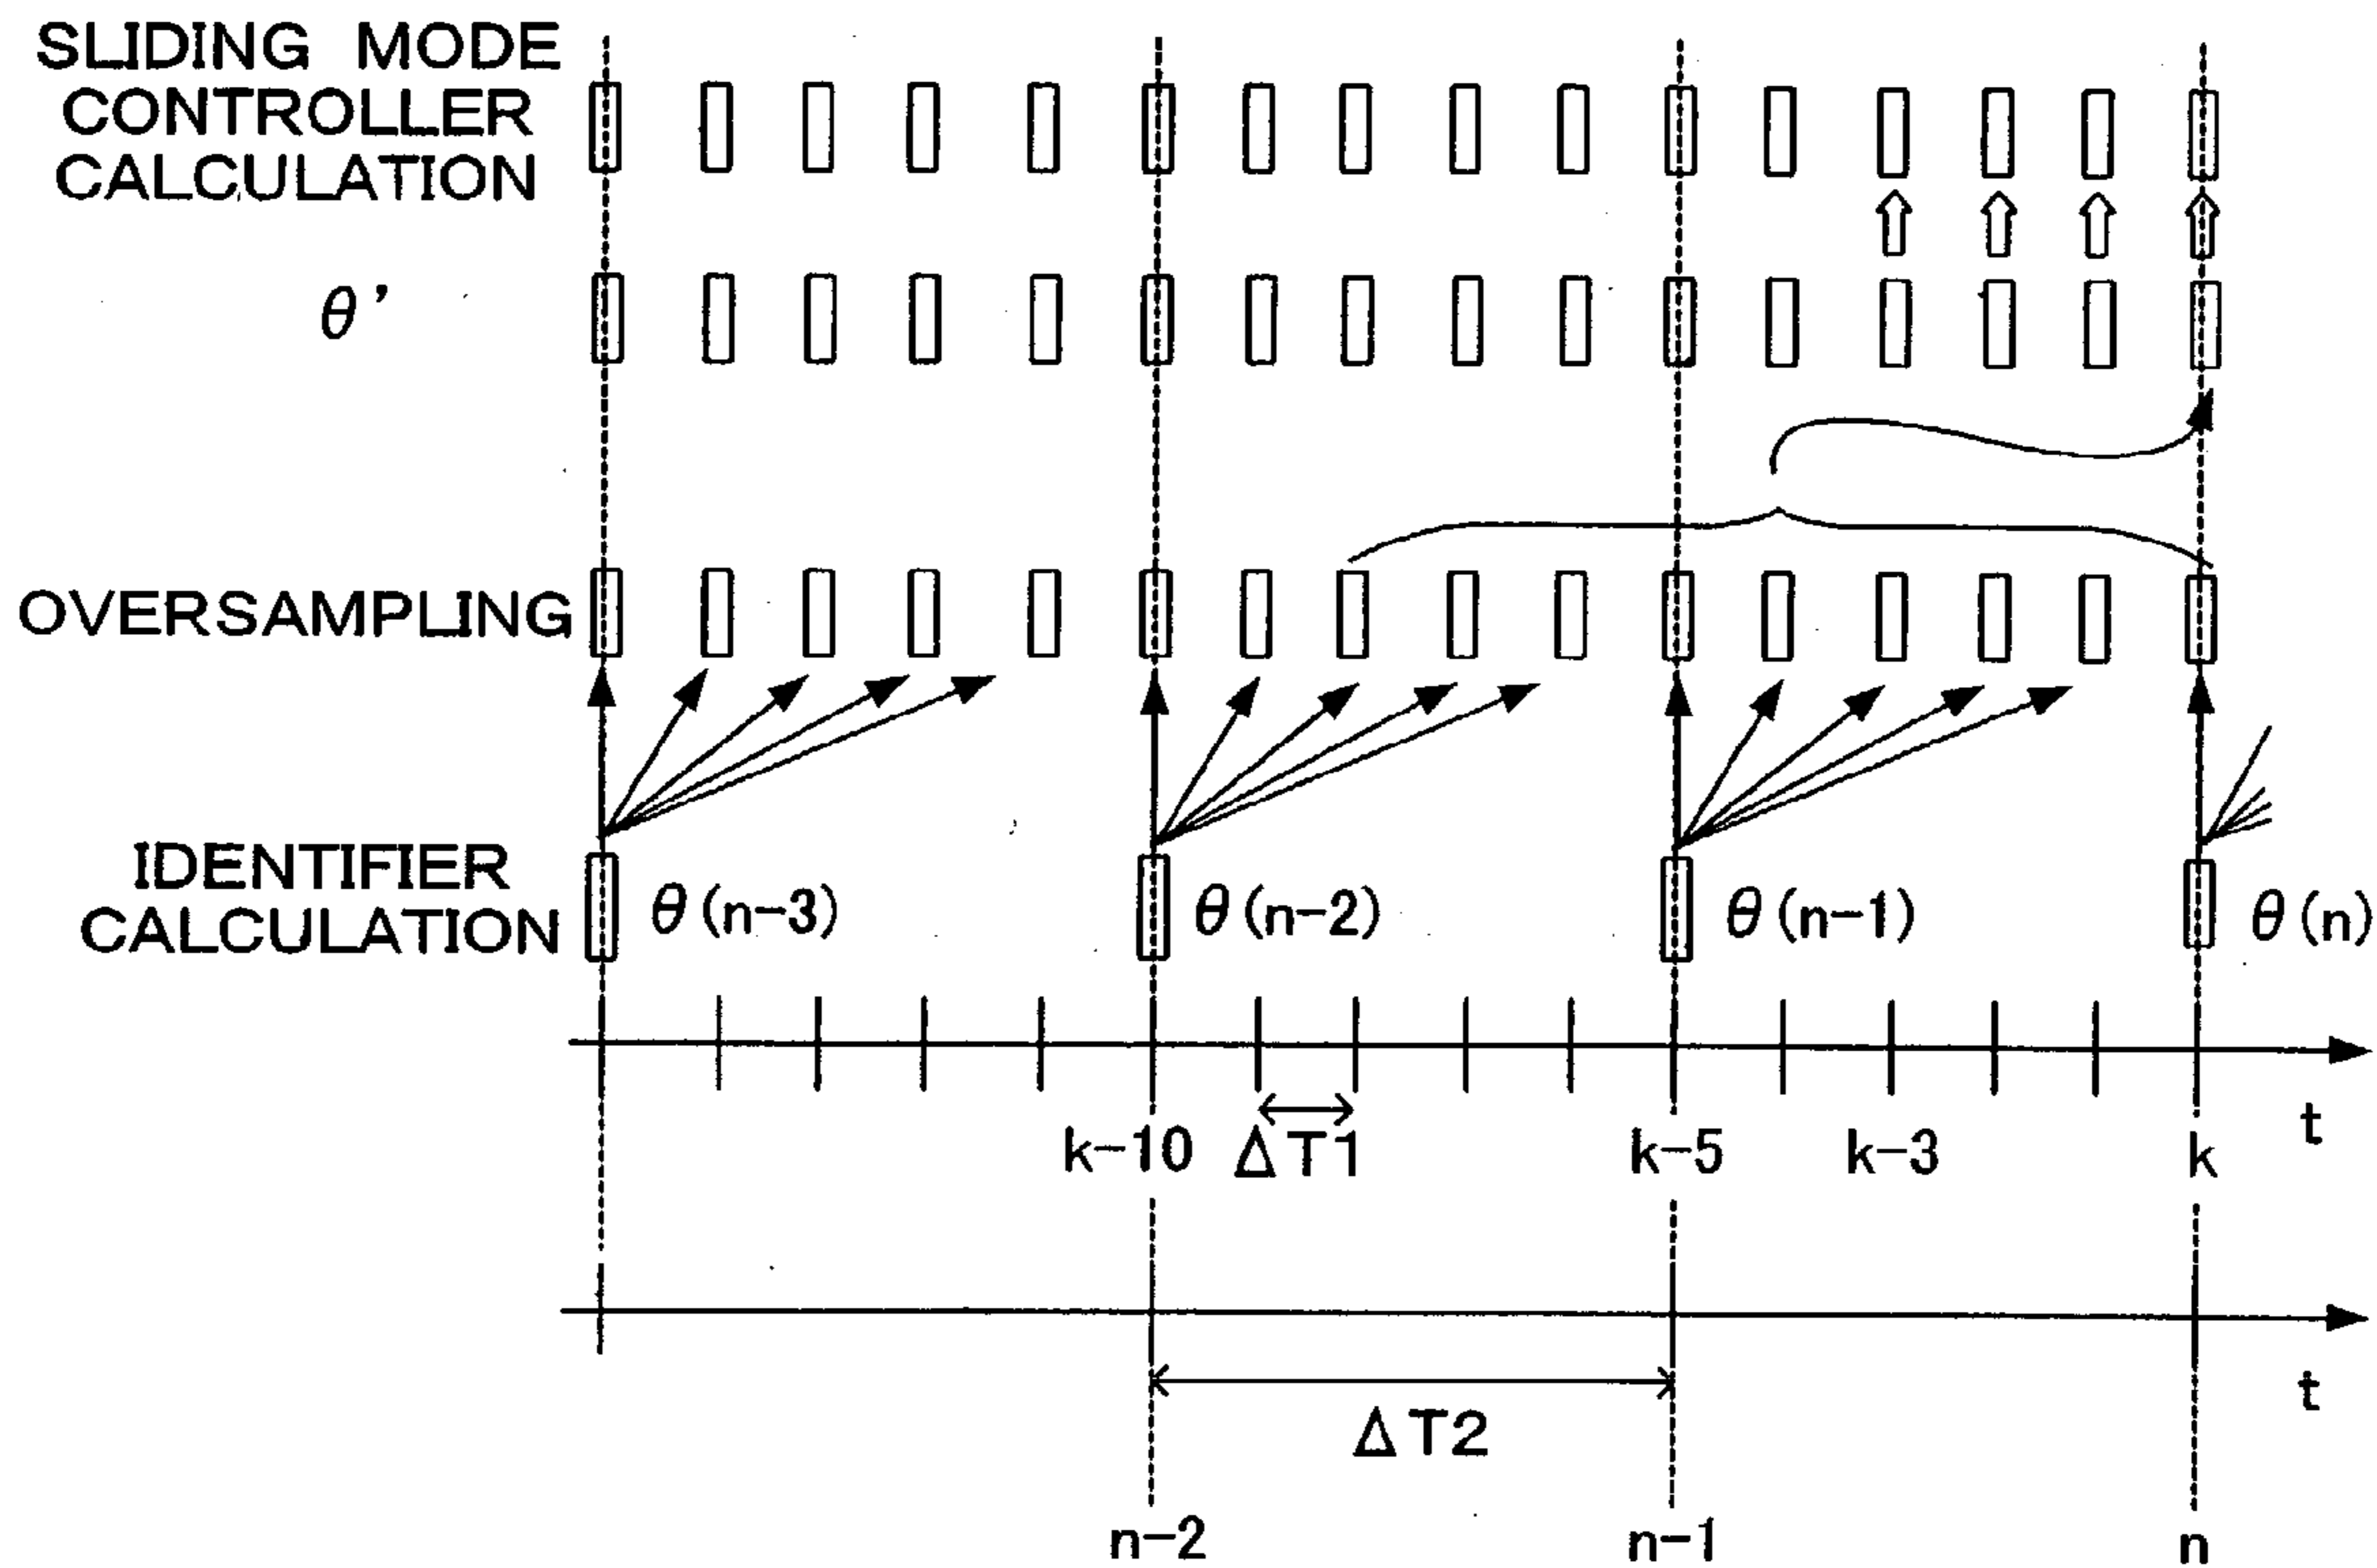 SLIDING MODE
CONTROLLER
CALCULATION
θ'
OVERSAMPLING
IDENTIFIER
CALCULATION
θ(n-3)
θ(n-2)
θ(n-1)
θ(n)
k-10
ΔT1
k-5
k-3
k
t
ΔT2
t
n-2
n-1
n